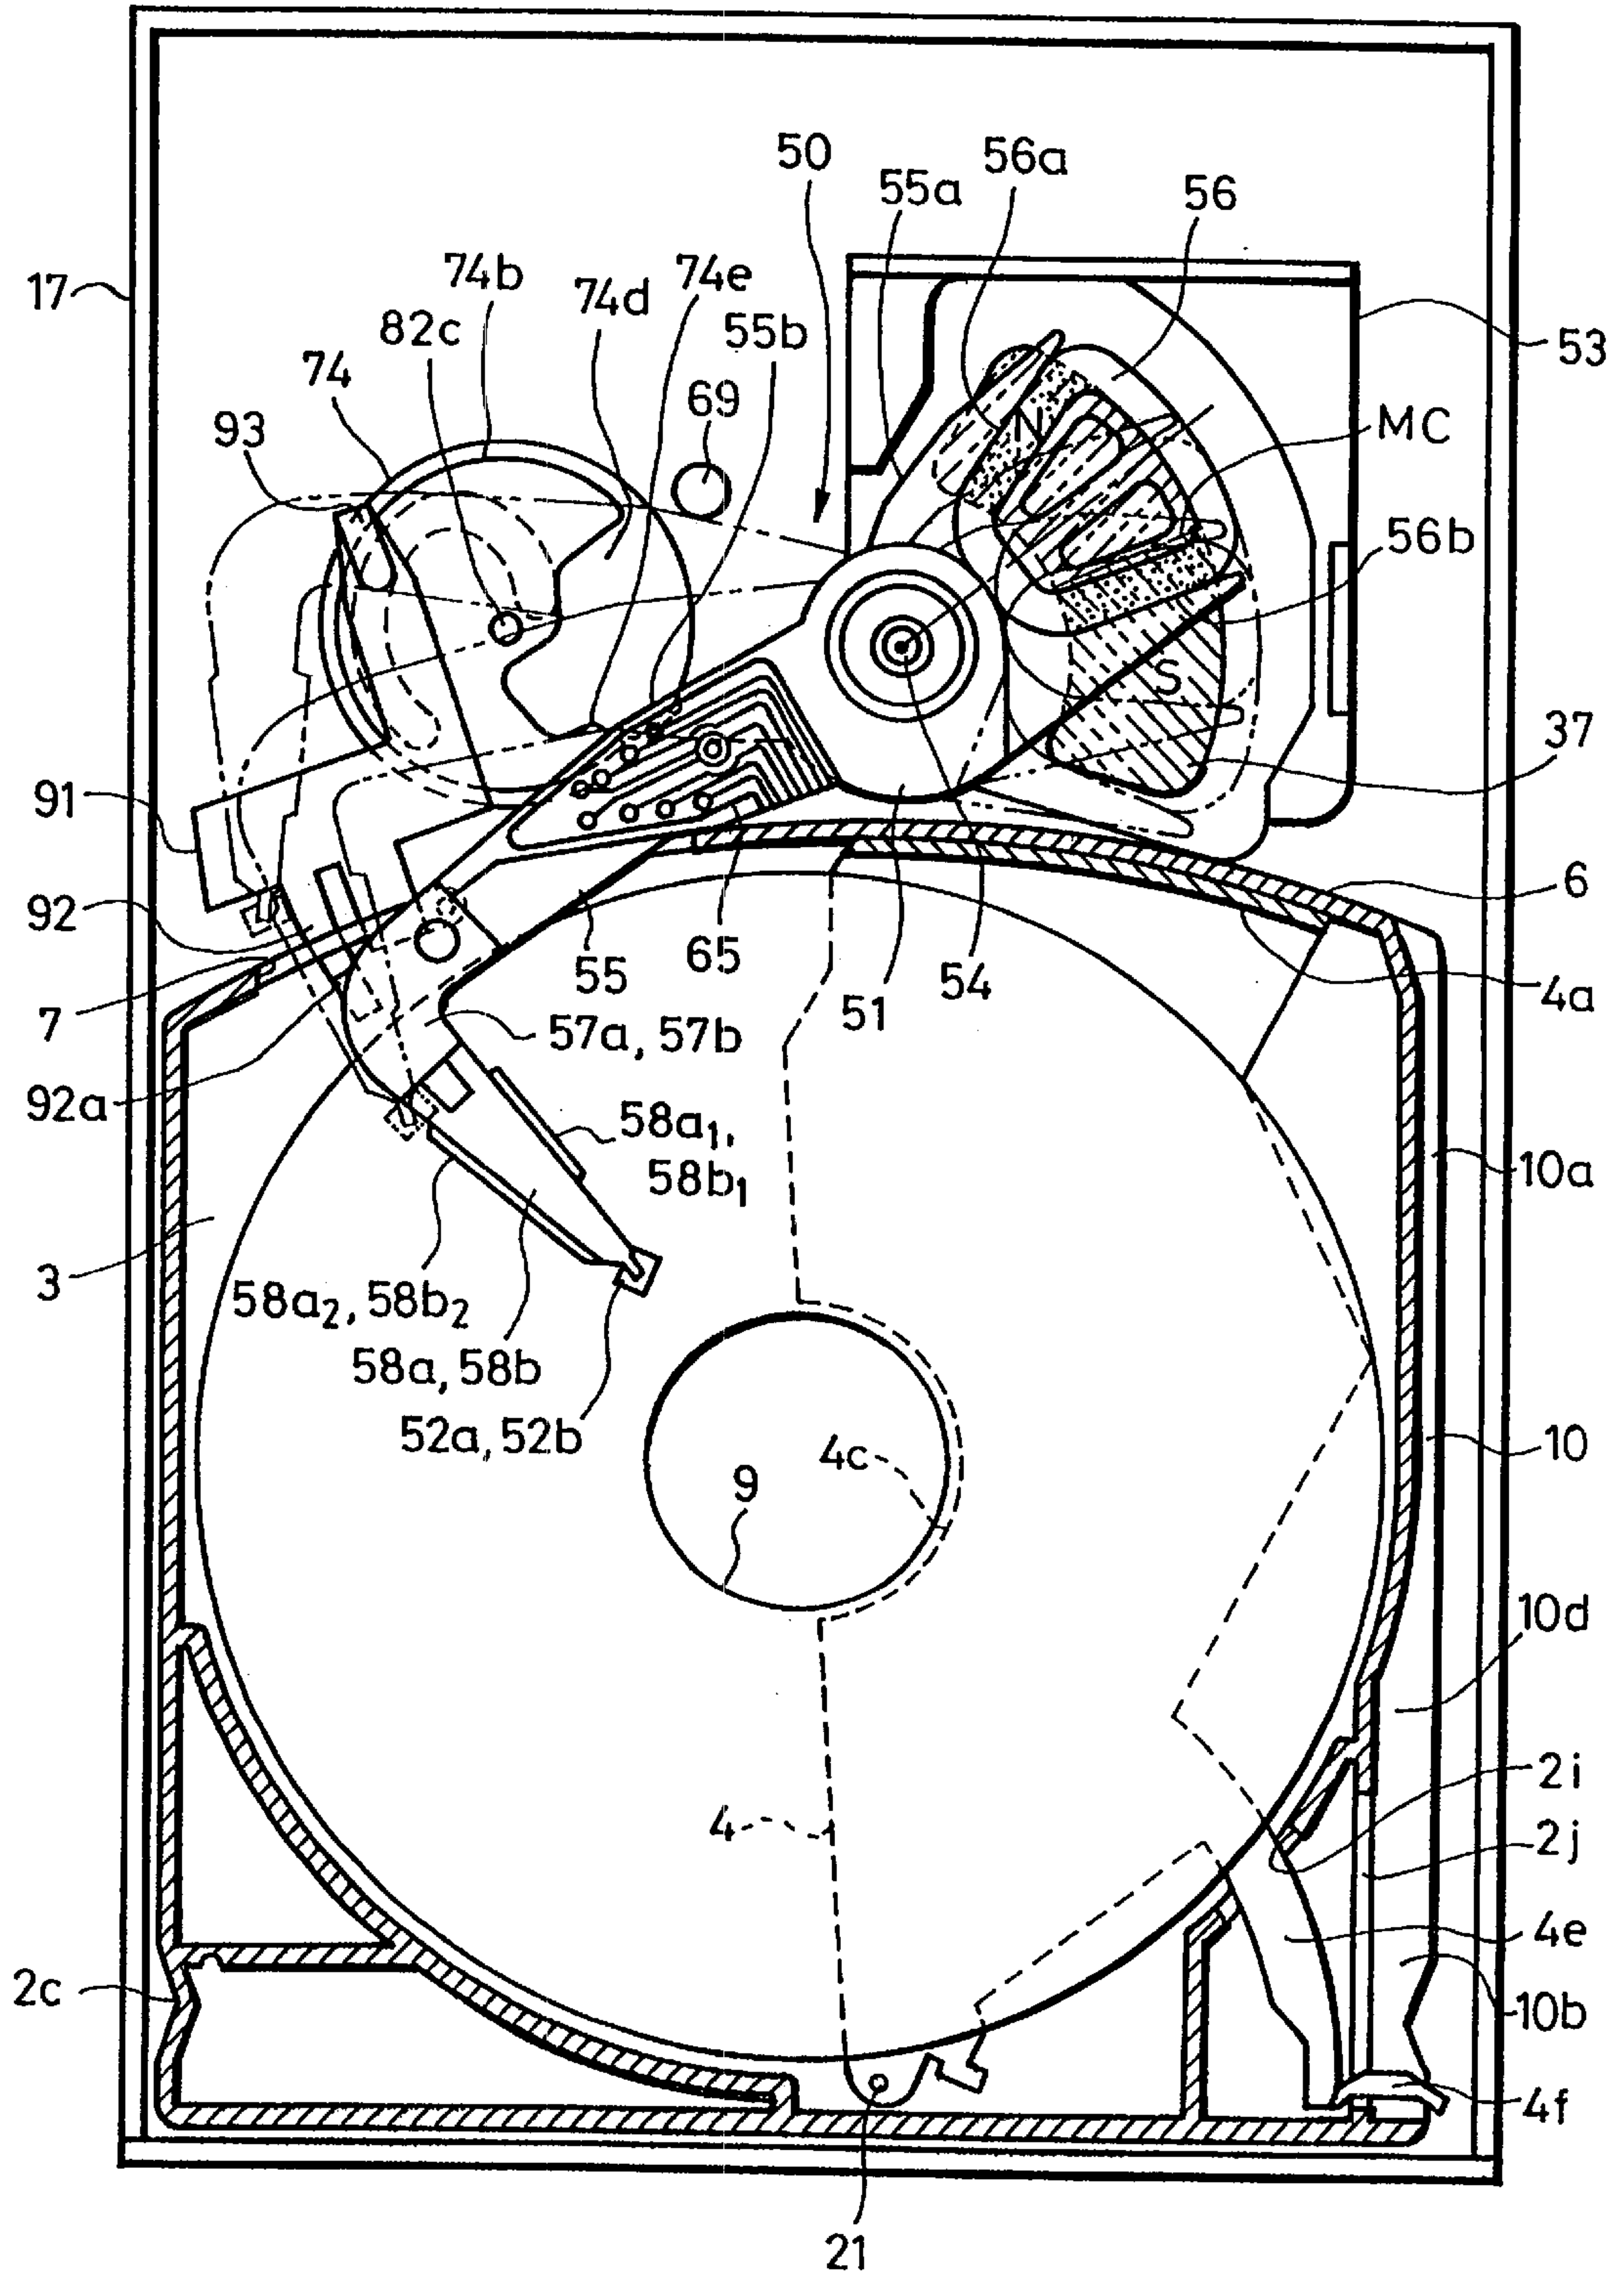 50
56a
55a
56
17
74b
74e
74d
82c
55b
53
74
69
93
MC
56b
S
37
91
6
92
65
55
54
4a
7
51
57a, 57b
92a
58a1,
58b1
10a
3
58a2, 58b2
58a, 58b
52a, 52b
4c
10
9
10d
2i
4
2j
4e
2c
10b
4f
21